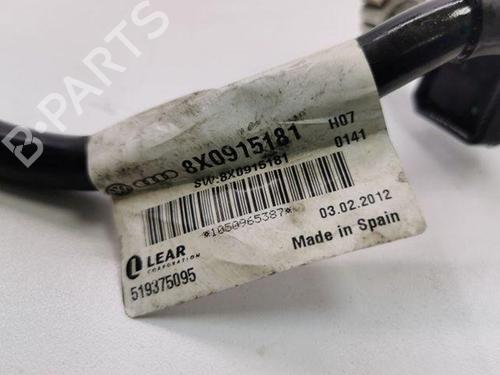 B-PARTS
8X0915181
SW:8X0915181
H07
0141
*1050965387*
03.02.2012
Made in Spain
LEAR
CORPORATION
519375095